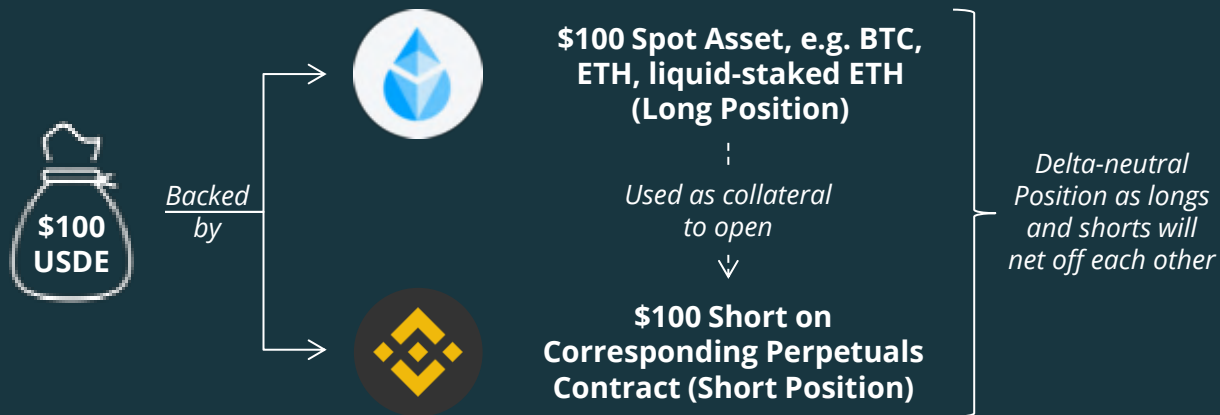 $100 Spot Asset, e.g. BTC,
ETH, liquid-staked ETH
(Long Position)
$100
USDE
Backed
by
Used as collateral
to open
Delta-neutral
Position as longs
and shorts will
net off each other
$100 Short on
Corresponding Perpetuals
Contract (Short Position)